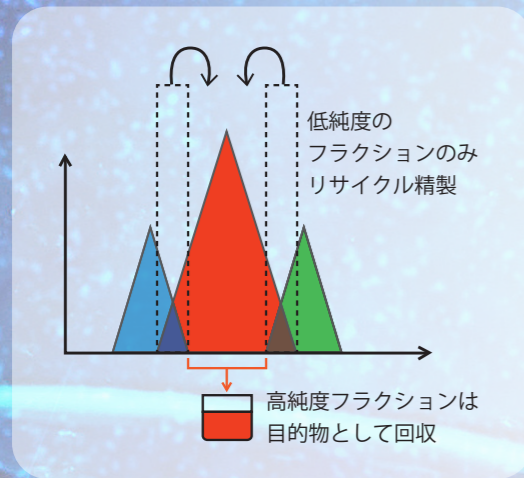 低純度の
フラクションのみ
リサイクル精製
高純度フラクションは
目的物として回収